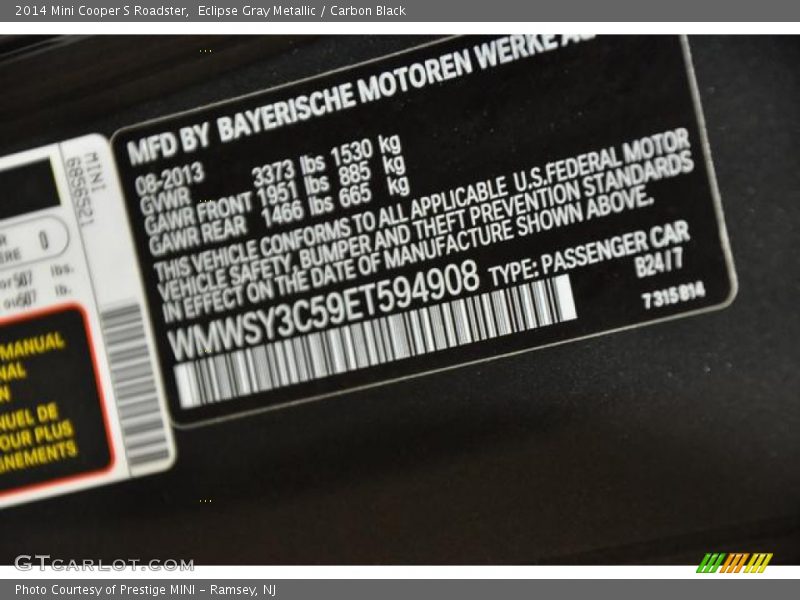 2014 Mini Cooper S Roadster, Eclipse Gray Metallic / Carbon Black
MFD BY BAYERISCHE MOTOREN WERKE AG
08-2013
GVWR 3373 lbs 1530 kg
GAWR FRONT 1951 lbs 885 kg
GAWR REAR 1466 lbs 665 kg
THIS VEHICLE CONFORMS TO ALL APPLICABLE U.S.FEDERAL MOTOR
VEHICLE SAFETY, BUMPER AND THEFT PREVENTION STANDARDS
IN EFFECT ON THE DATE OF MANUFACTURE SHOWN ABOVE.
WMWSY3C59ET594908 TYPE: PASSENGER CAR
B24/7
7315814
MINI
6856521
0
lbs.
lb.
MANUAL
DE
OUR PLUS
GTCARLOT.COM
Photo Courtesy of Prestige MINI - Ramsey, NJ